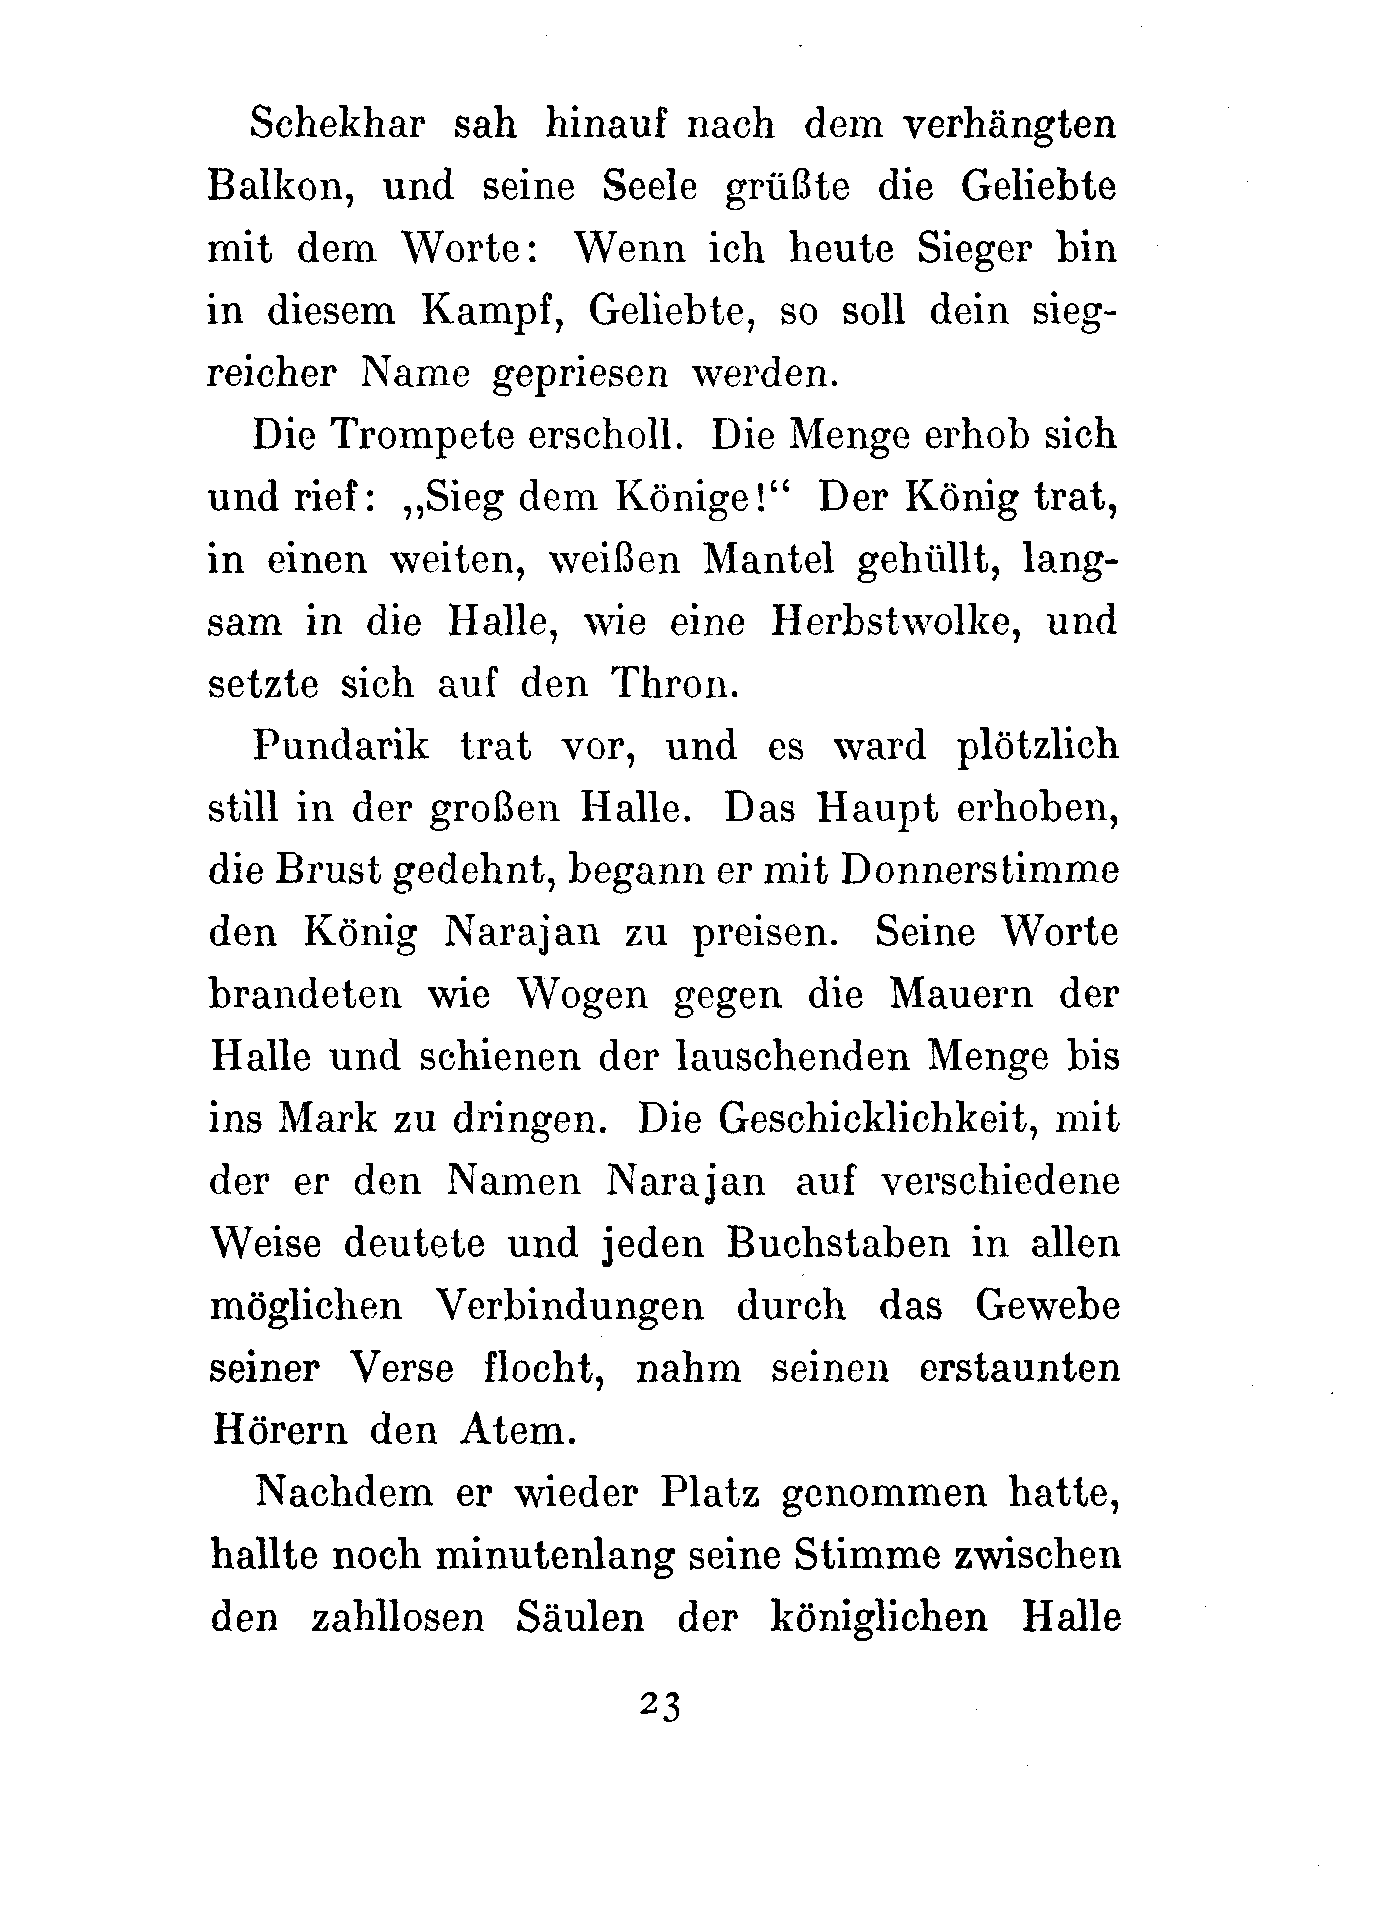 Schekhar sah hinauf nach dem verhängten
Balkon, und seine Seele grüßte die Geliebte
mit dem Worte: Wenn ich heute Sieger bin
in diesem Kampf, Geliebte, so soll dein sieg-
reicher Name gepriesen werden.
Die Trompete erscholl. Die Menge erhob sich
und rief: „Sieg dem Könige!“ Der König trat,
in einen weiten, weißen Mantel gehüllt, lang-
sam in die Halle, wie eine Herbstwolke, und
setzte sich auf den Thron.
Pundarik trat vor, und es ward plötzlich
still in der großen Halle. Das Haupt erhoben,
die Brust gedehnt, begann er mit Donnerstimme
den König Narajan zu preisen. Seine Worte
brandeten wie Wogen gegen die Mauern der
Halle und schienen der lauschenden Menge bis
ins Mark zu dringen. Die Geschicklichkeit, mit
der er den Namen Narajan auf verschiedene
Weise deutete und jeden Buchstaben in allen
möglichen Verbindungen durch das Gewebe
seiner Verse flocht, nahm seinen erstaunten
Hörern den Atem.
Nachdem er wieder Platz genommen hatte,
hallte noch minutenlang seine Stimme zwischen
den zahllosen Säulen der königlichen Halle
23